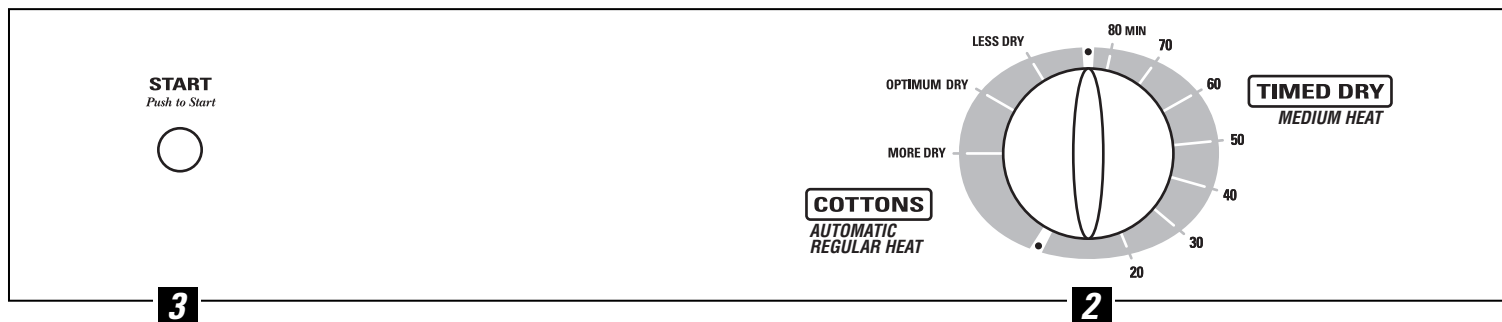 START
Push to Start
LESS DRY
OPTIMUM DRY
MORE DRY
COTTONS
AUTOMATIC
REGULAR HEAT
80 MIN
70
60
50
40
30
20
TIMED DRY
MEDIUM HEAT
3
2